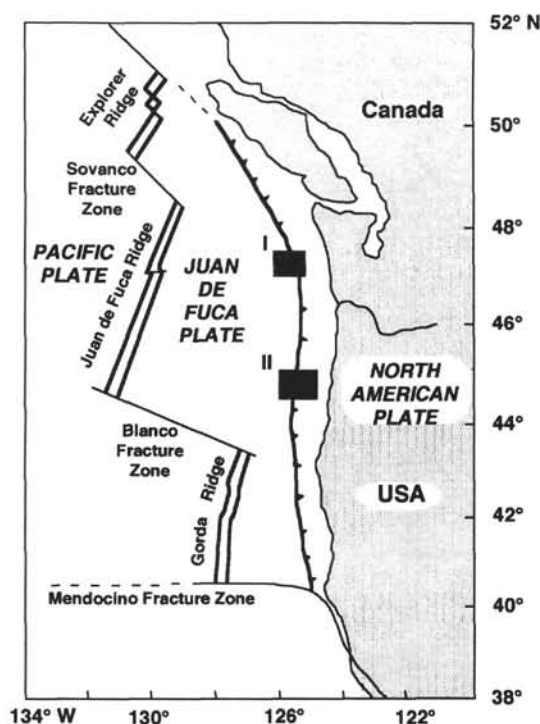 52° N
Canada
Explorer
Ridge
50°
Sovanco
Fracture
Zone
48°
PACIFIC
PLATE
Juan de Fuca Ridge
JUAN
DE
FUCA
PLATE
I
46°
II
NORTH
AMERICAN
PLATE
44°
Blanco
Fracture
Zone
USA
Gorda Ridge
42°
Mendocino Fracture Zone
40°
38°
134° W
130°
126°
122°